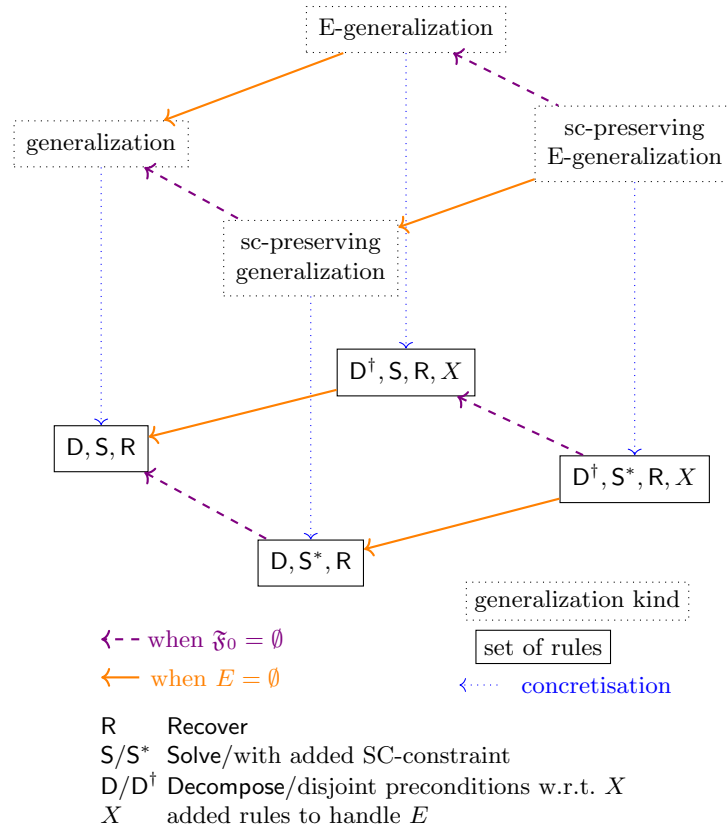 E-generalization
generalization
sc-preserving
E-generalization
sc-preserving
generalization
D†, S, R, X
D, S, R
D†, S*, R, X
D, S*, R
generalization kind
when 𝔉₀ = ∅
set of rules
when E = ∅
concretisation
R Recover
S/S* Solve/with added SC-constraint
D/D† Decompose/disjoint preconditions w.r.t. X
X added rules to handle E